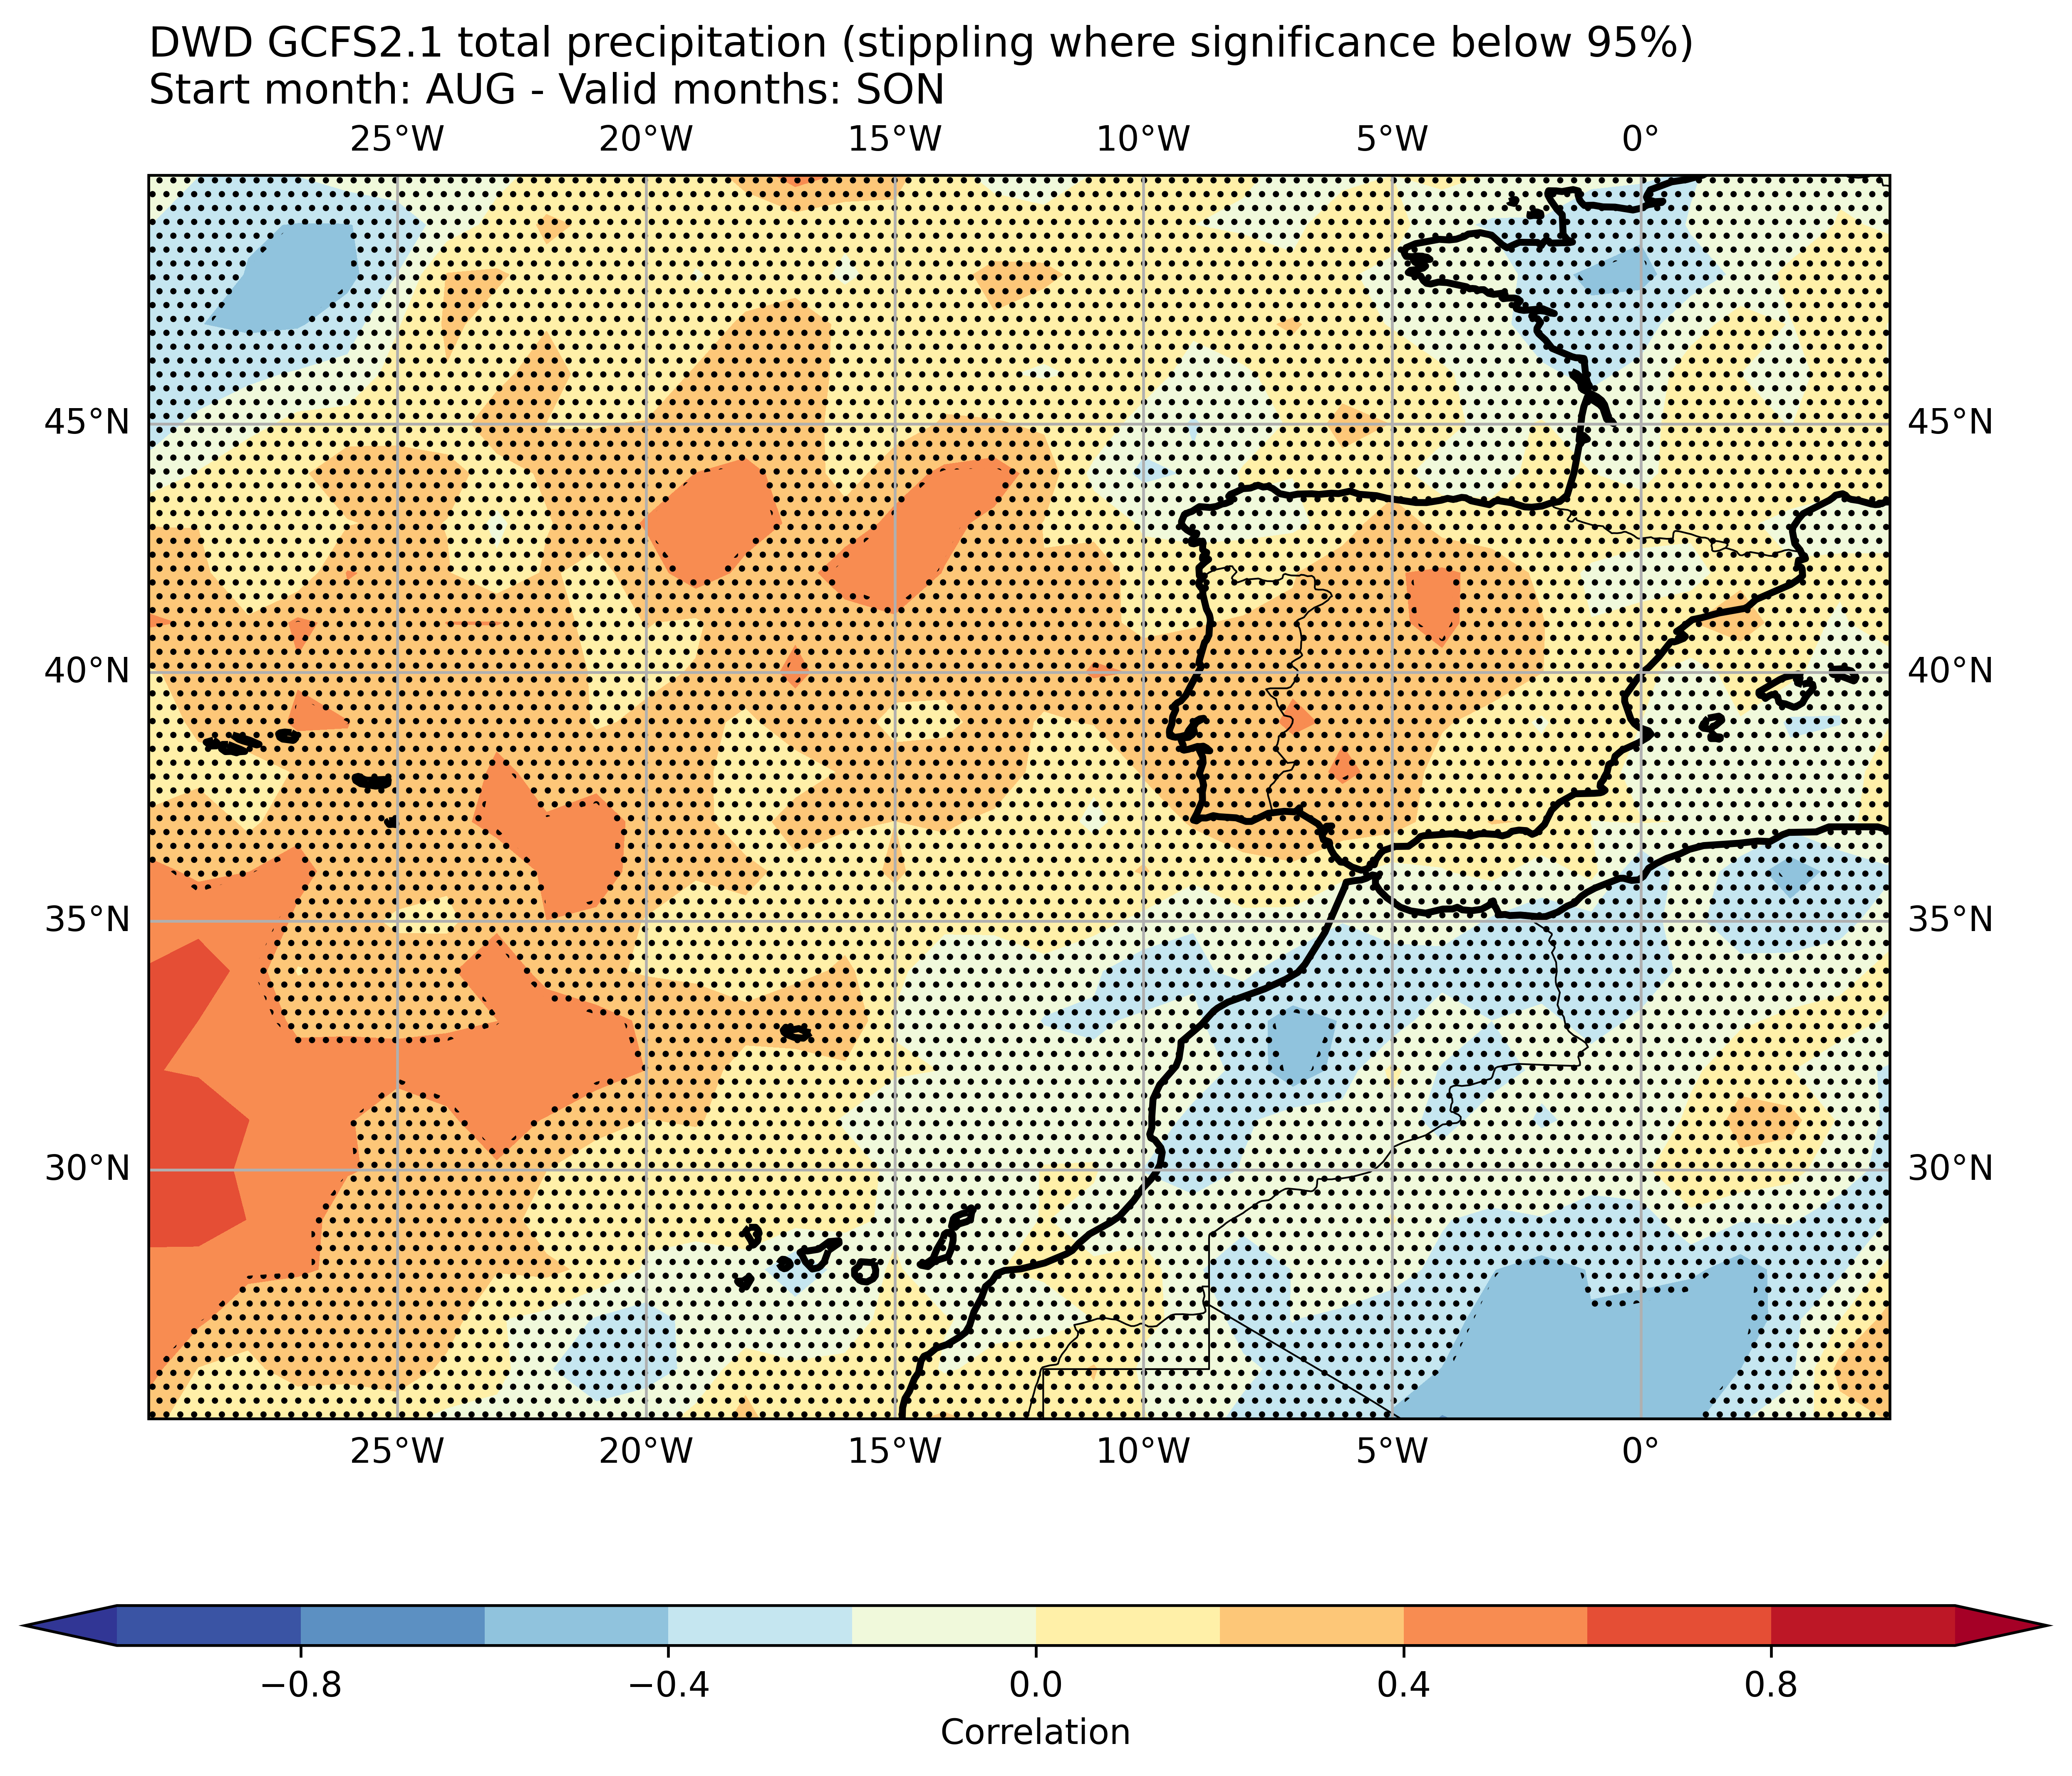 DWD GCFS2.1 total precipitation (stippling where significance below 95%)
Start month: AUG - Valid months: SON
25°W 20°W 15°W 10°W 5°W 0°
45°N 45°N
40°N 40°N
35°N 35°N
30°N 30°N
25°W 20°W 15°W 10°W 5°W 0°
−0.8 −0.4 0.0 0.4 0.8
Correlation